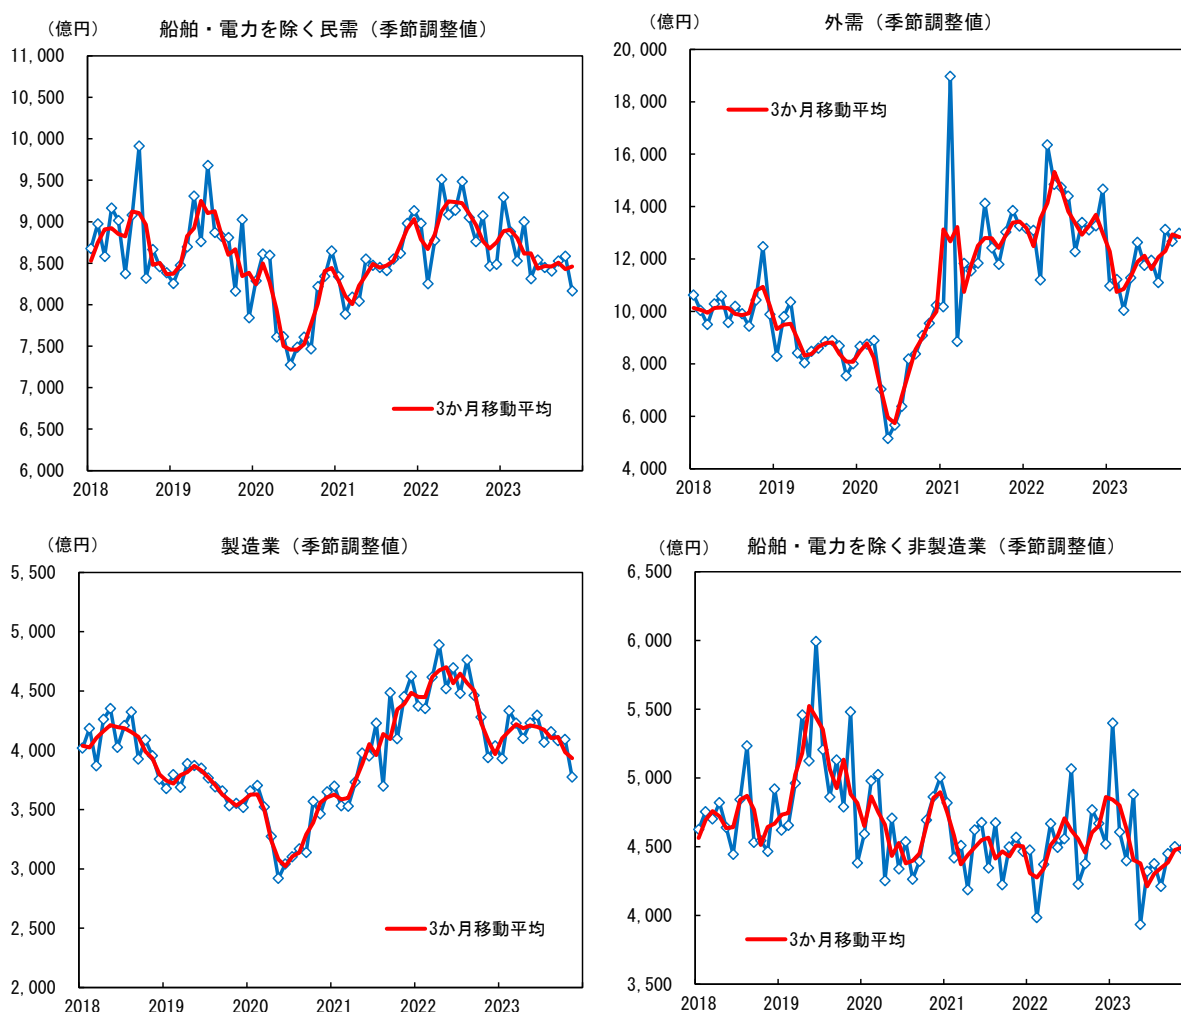 （億円）
船舶・電力を除く民需（季節調整値）
11,000
10,500
10,000
9,500
9,000
8,500
8,000
7,500
7,000
6,500
6,000
3か月移動平均
2018 2019 2020 2021 2022 2023
（億円）
外需（季節調整値）
20,000
18,000
16,000
14,000
12,000
10,000
8,000
6,000
4,000
3か月移動平均
2018 2019 2020 2021 2022 2023
（億円）
製造業（季節調整値）
5,500
5,000
4,500
4,000
3,500
3,000
2,500
2,000
3か月移動平均
2018 2019 2020 2021 2022 2023
（億円）
船舶・電力を除く非製造業（季節調整値）
6,500
6,000
5,500
5,000
4,500
4,000
3,500
3か月移動平均
2018 2019 2020 2021 2022 2023